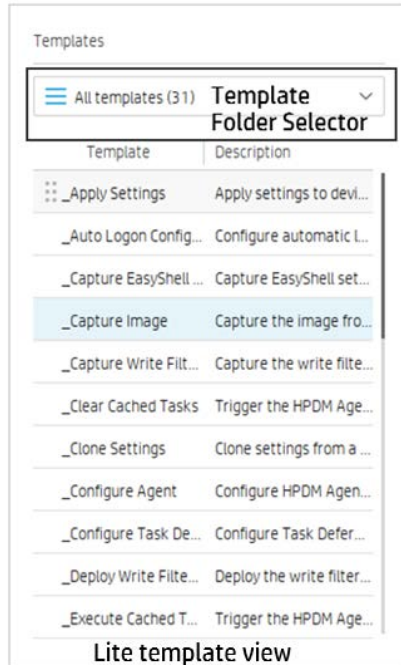 Templates
All templates (31) Template
Folder Selector
Template Description
_Apply Settings Apply settings to devi...
_Auto Logon Config... Configure automatic l...
_Capture EasyShell ... Capture EasyShell set...
_Capture Image Capture the image fro...
_Capture Write Filt... Capture the write filte...
_Clear Cached Tasks Trigger the HPDM Age...
_Clone Settings Clone settings from a ...
_Configure Agent Configure HPDM Agen...
_Configure Task De... Configure Task Defer...
_Deploy Write Filte... Deploy the write filter...
_Execute Cached T... Trigger the HPDM Age...
Lite template view